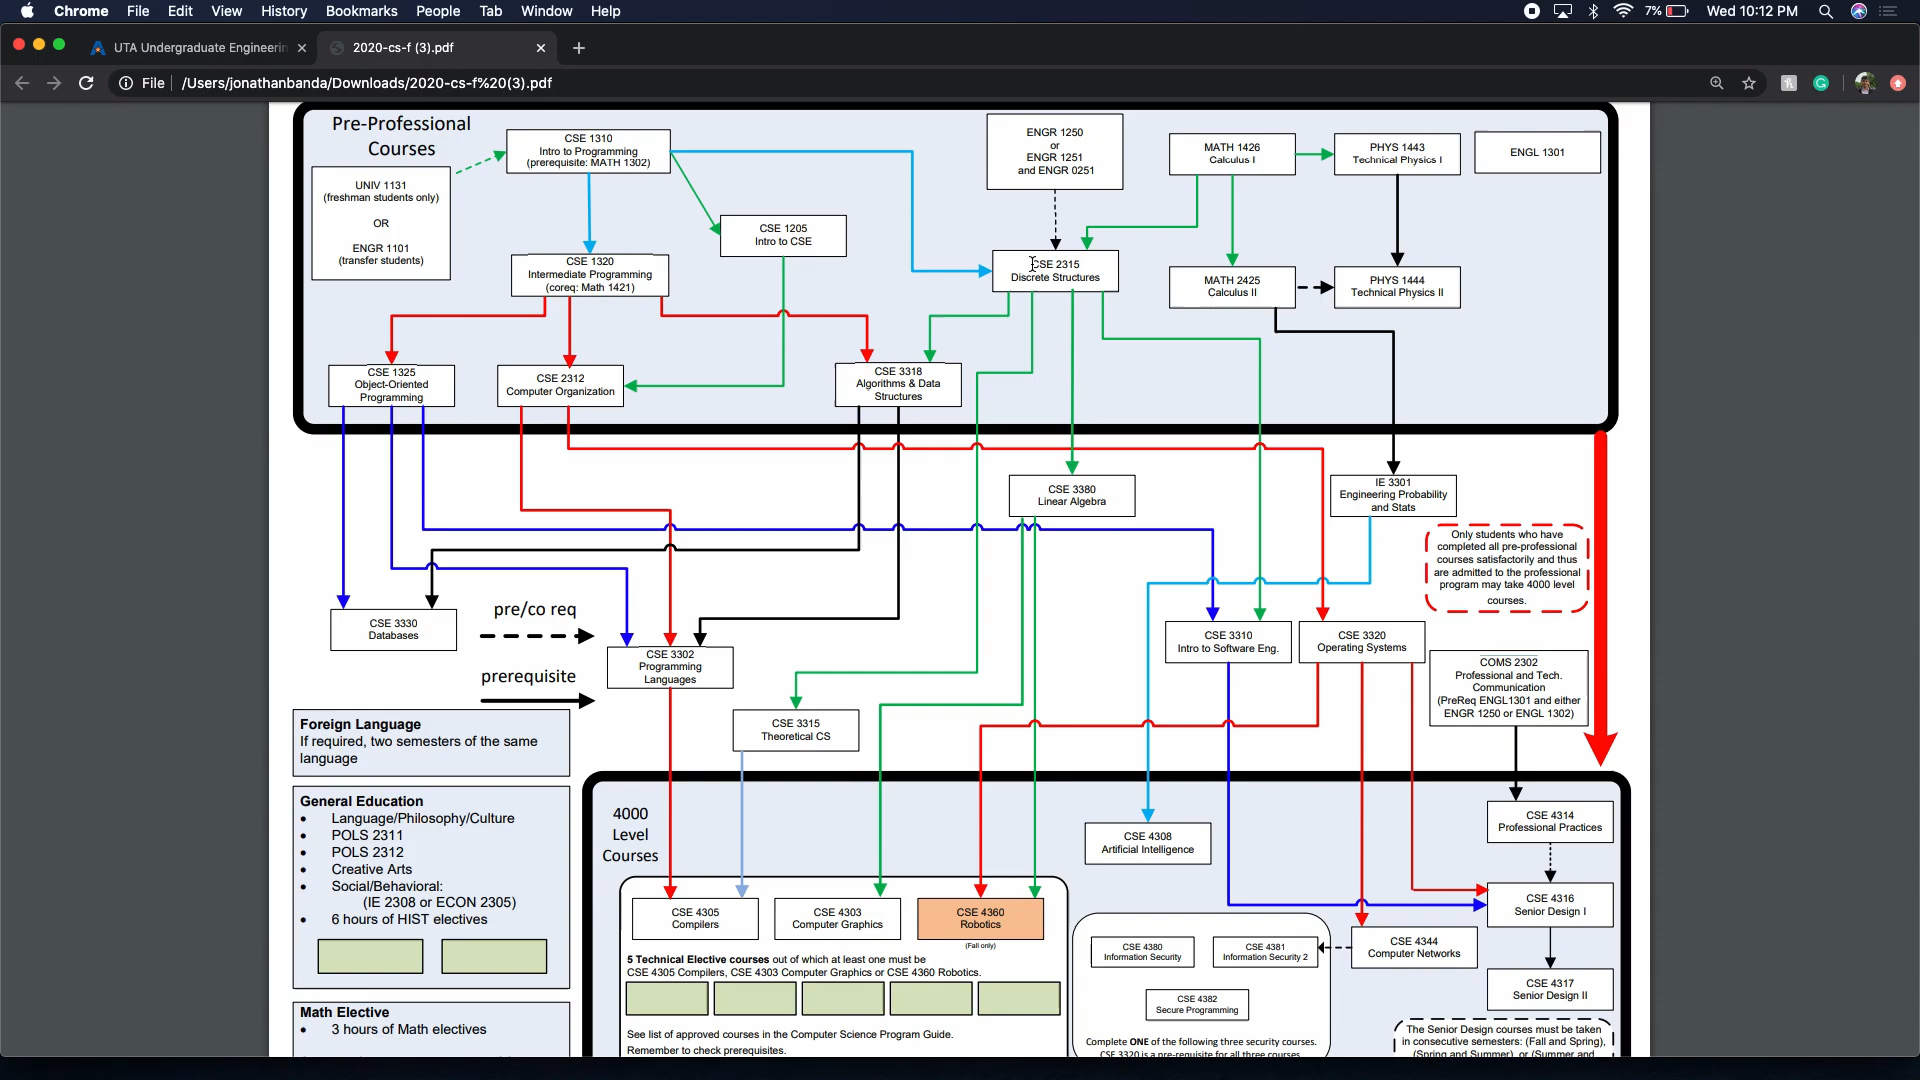 Chrome File Edit View History Bookmarks People Tab Window Help 7% Wed 10:12 PM
UTA Undergraduate Engineerin 2020-cs-f (3).pdf
File /Users/jonathanbanda/Downloads/2020-cs-f%20(3).pdf
Pre-Professional
Courses
UNIV 1131
(freshman students only)
OR
ENGR 1101
(transfer students)
CSE 1310
Intro to Programming
(prerequisite: MATH 1302)
CSE 1205
Intro to CSE
CSE 1320
Intermediate Programming
(coreq: Math 1421)
ENGR 1250
or
ENGR 1251
and ENGR 0251
CSE 2315
Discrete Structures
MATH 1426
Calculus I
PHYS 1443
Technical Physics I
ENGL 1301
MATH 2425
Calculus II
PHYS 1444
Technical Physics II
CSE 1325
Object-Oriented
Programming
CSE 2312
Computer Organization
CSE 3318
Algorithms & Data
Structures
CSE 3380
Linear Algebra
IE 3301
Engineering Probability
and Stats
Only students who have
completed all pre-professional
courses satisfactorily and thus
are admitted to the professional
program may take 4000 level
courses.
CSE 3330
Databases
pre/co req
prerequisite
CSE 3302
Programming
Languages
CSE 3310
Intro to Software Eng.
CSE 3320
Operating Systems
COMS 2302
Professional and Tech.
Communication
(PreReq ENGL1301 and either
ENGR 1250 or ENGL 1302)
CSE 3315
Theoretical CS
Foreign Language
If required, two semesters of the same
language
General Education
• Language/Philosophy/Culture
• POLS 2311
• POLS 2312
• Creative Arts
• Social/Behavioral:
(IE 2308 or ECON 2305)
• 6 hours of HIST electives
Math Elective
• 3 hours of Math electives
4000
Level
Courses
CSE 4308
Artificial Intelligence
CSE 4314
Professional Practices
CSE 4305
Compilers
CSE 4303
Computer Graphics
CSE 4360
Robotics
(Fall only)
CSE 4316
Senior Design I
5 Technical Elective courses out of which at least one must be
CSE 4305 Compilers, CSE 4303 Computer Graphics or CSE 4360 Robotics.
See list of approved courses in the Computer Science Program Guide.
Remember to check prerequisites.
CSE 4380
Information Security
CSE 4381
Information Security 2
CSE 4344
Computer Networks
CSE 4382
Secure Programming
Complete ONE of the following three security courses.
CSE 3320 is a pre-requisite for all three courses
CSE 4317
Senior Design II
The Senior Design courses must be taken
in consecutive semesters: (Fall and Spring),
(Spring and Summer), or (Summer and